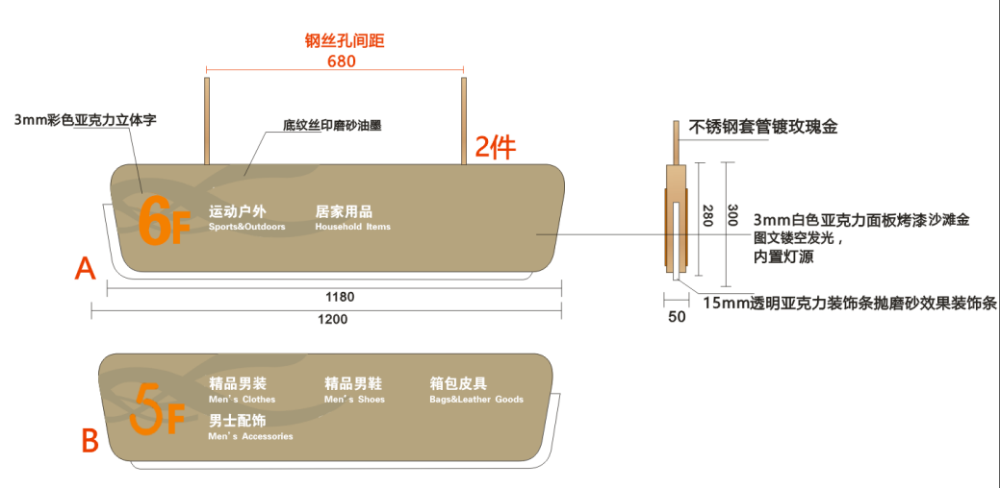 钢丝孔间距
680
3mm彩色亚克力立体字
底纹丝印磨砂油墨
2件
不锈钢套管镀玫瑰金
6F
运动户外
Sports&Outdoors
居家用品
Household Items
280
300
3mm白色亚克力面板烤漆沙滩金
图文镂空发光，
内置灯源
A
1180
1200
50
15mm透明亚克力装饰条抛磨砂效果装饰条
5F
精品男装
Men's Clothes
精品男鞋
Men's Shoes
箱包皮具
Bags&Leather Goods
男士配饰
Men's Accessories
B